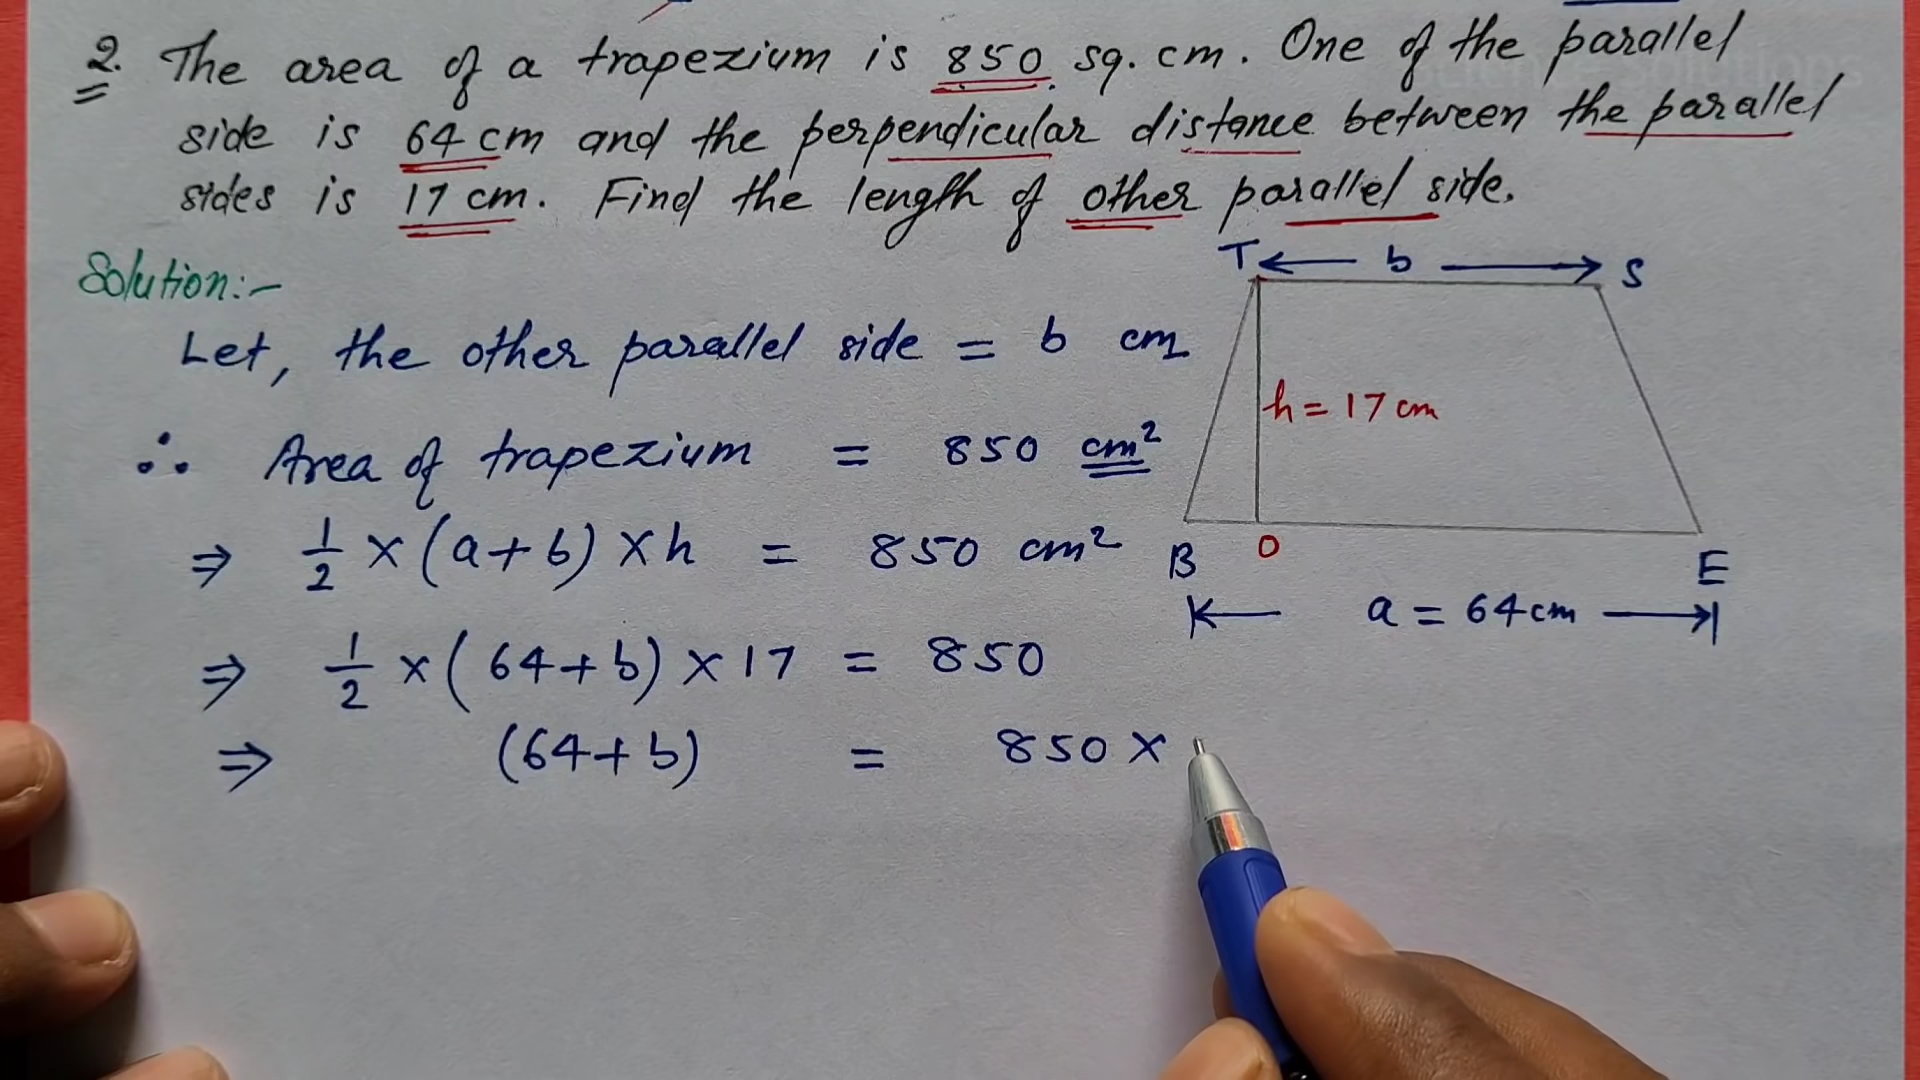 2. The area of a trapezium is 850 sq. cm. One of the parallel
side is 64 cm and the perpendicular distance between the parallel
sides is 17 cm. Find the length of other parallel side.
Solution:-
Let, the other parallel side = b cm
∴ Area of trapezium = 850 cm²
⇒ 1/2 × (a + b) × h = 850 cm²
⇒ 1/2 × (64 + b) × 17 = 850
⇒ (64 + b) = 850 ×
T ← b → S
h = 17 cm
B O E
a = 64 cm